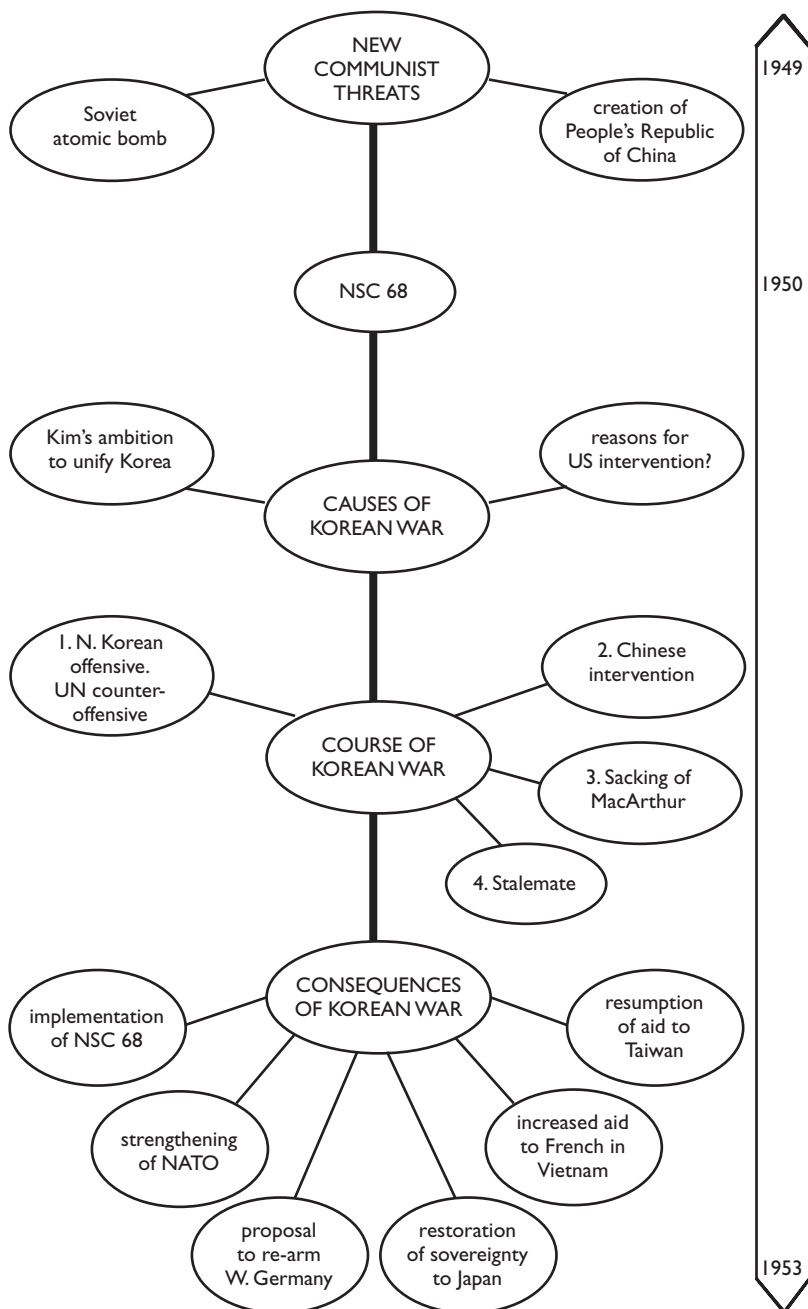 NEW
COMMUNIST
THREATS
1949
Soviet
atomic bomb
creation of
People's Republic
of China
NSC 68
1950
Kim's ambition
to unify Korea
reasons for
US intervention?
CAUSES OF
KOREAN WAR
1. N. Korean
offensive.
UN counter-
offensive
2. Chinese
intervention
COURSE OF
KOREAN WAR
3. Sacking of
MacArthur
4. Stalemate
CONSEQUENCES
OF KOREAN WAR
implementation
of NSC 68
resumption
of aid to
Taiwan
strengthening
of NATO
increased aid
to French in
Vietnam
proposal
to re-arm
W. Germany
restoration
of sovereignty
to Japan
1953